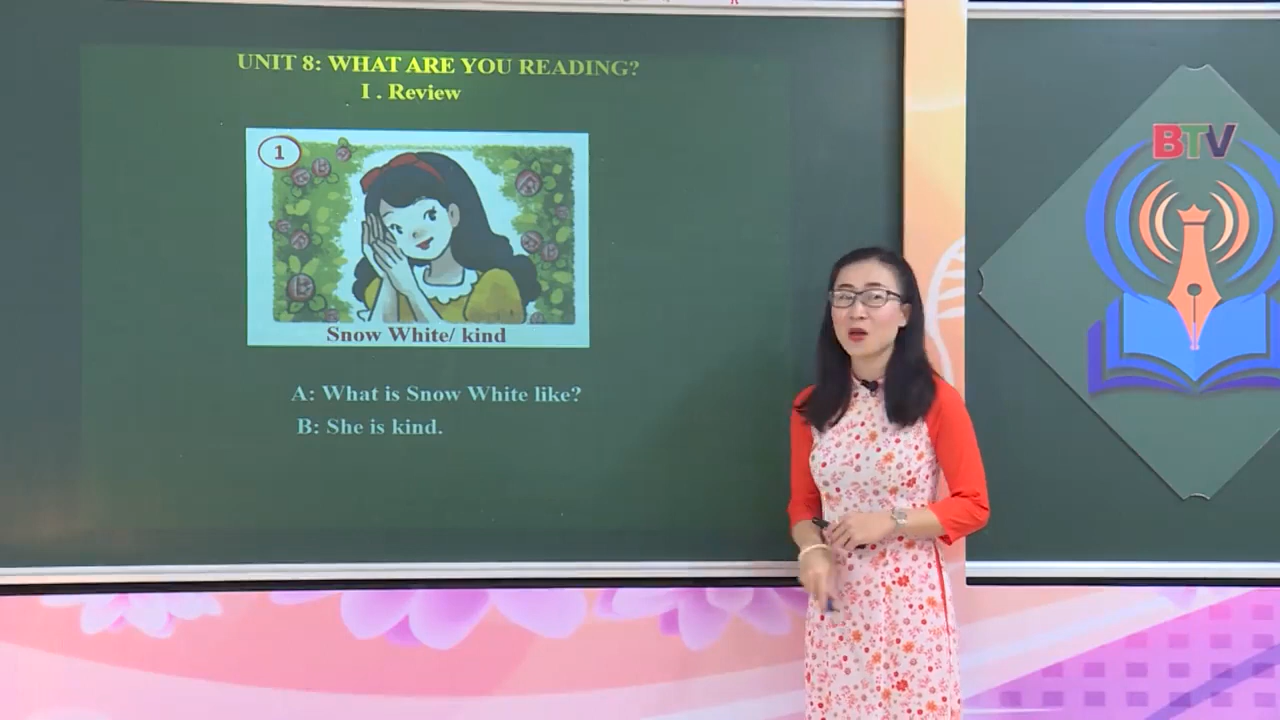 UNIT 8: WHAT ARE YOU READING?
I . Review
1
Snow White/ kind
A: What is Snow White like?
B: She is kind.
BTV